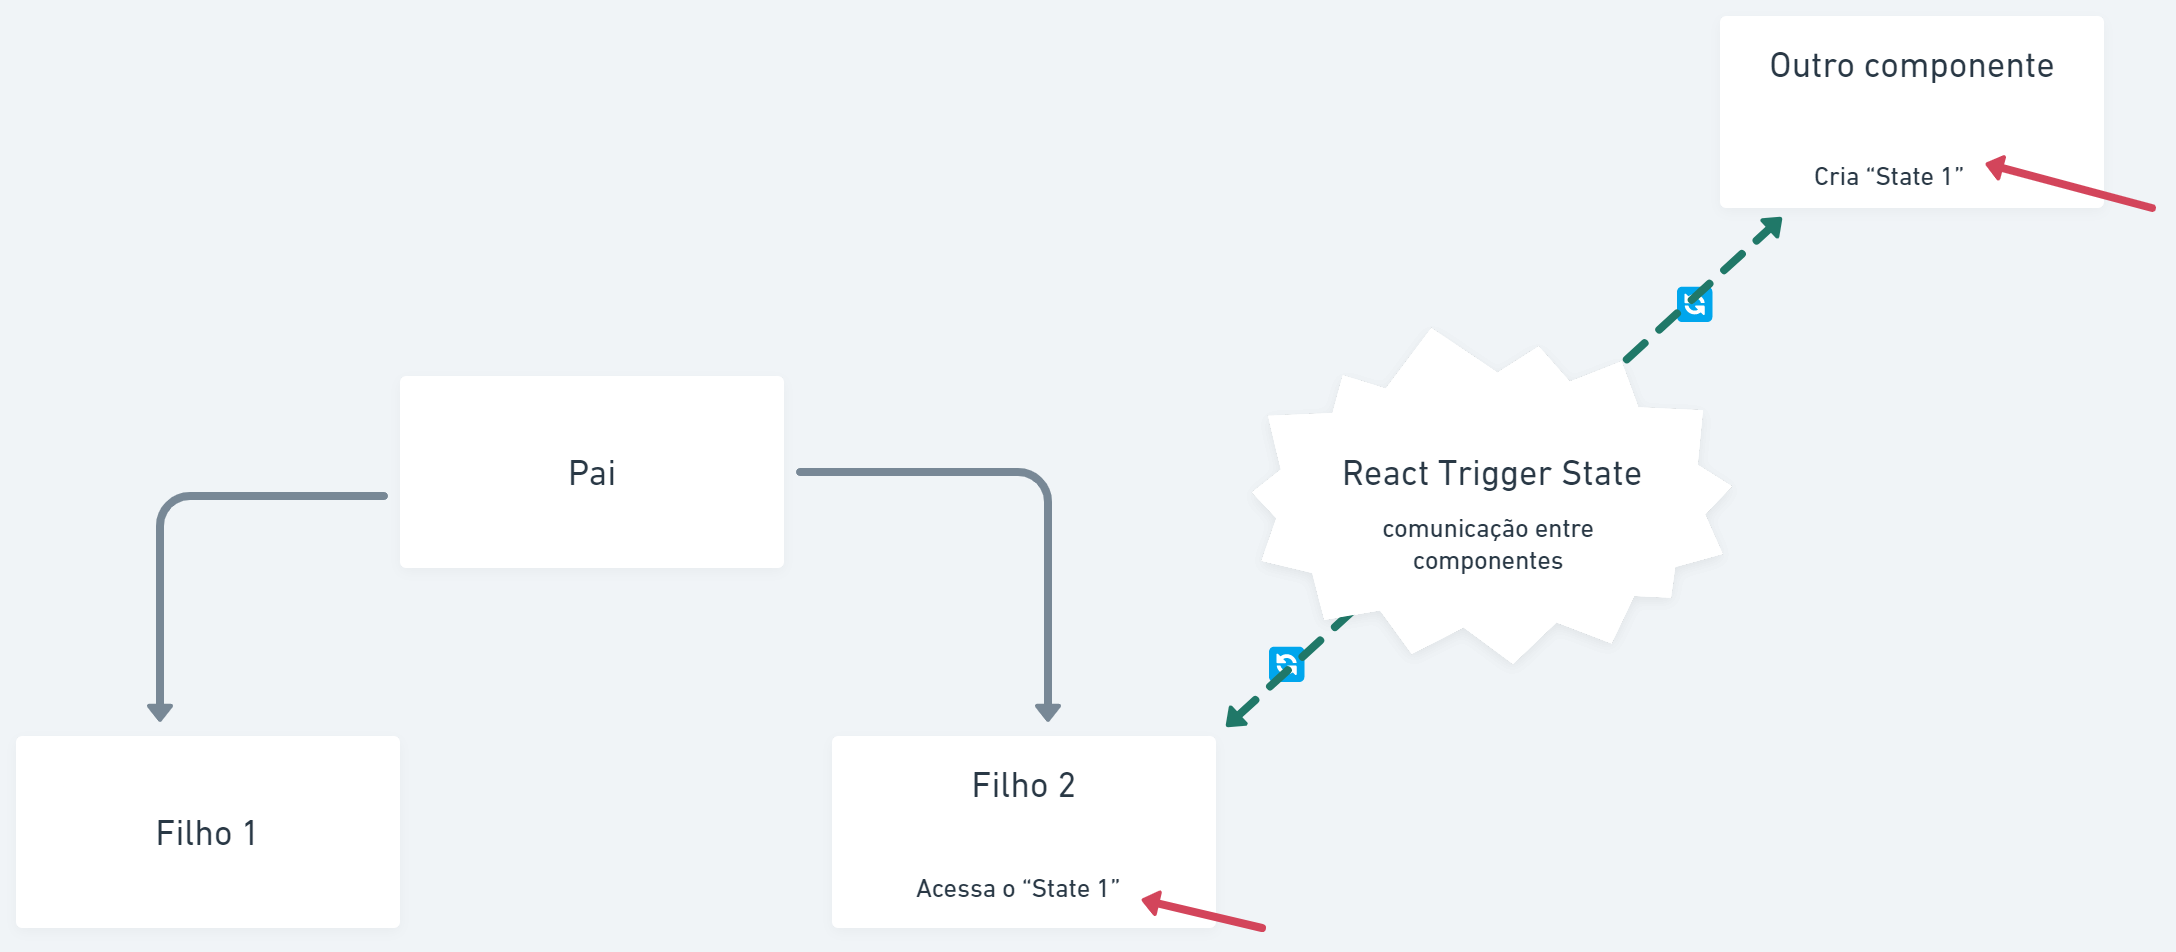 Outro componente
Cria “State 1”
Pai
React Trigger State
comunicação entre
componentes
Filho 1
Filho 2
Acessa o “State 1”